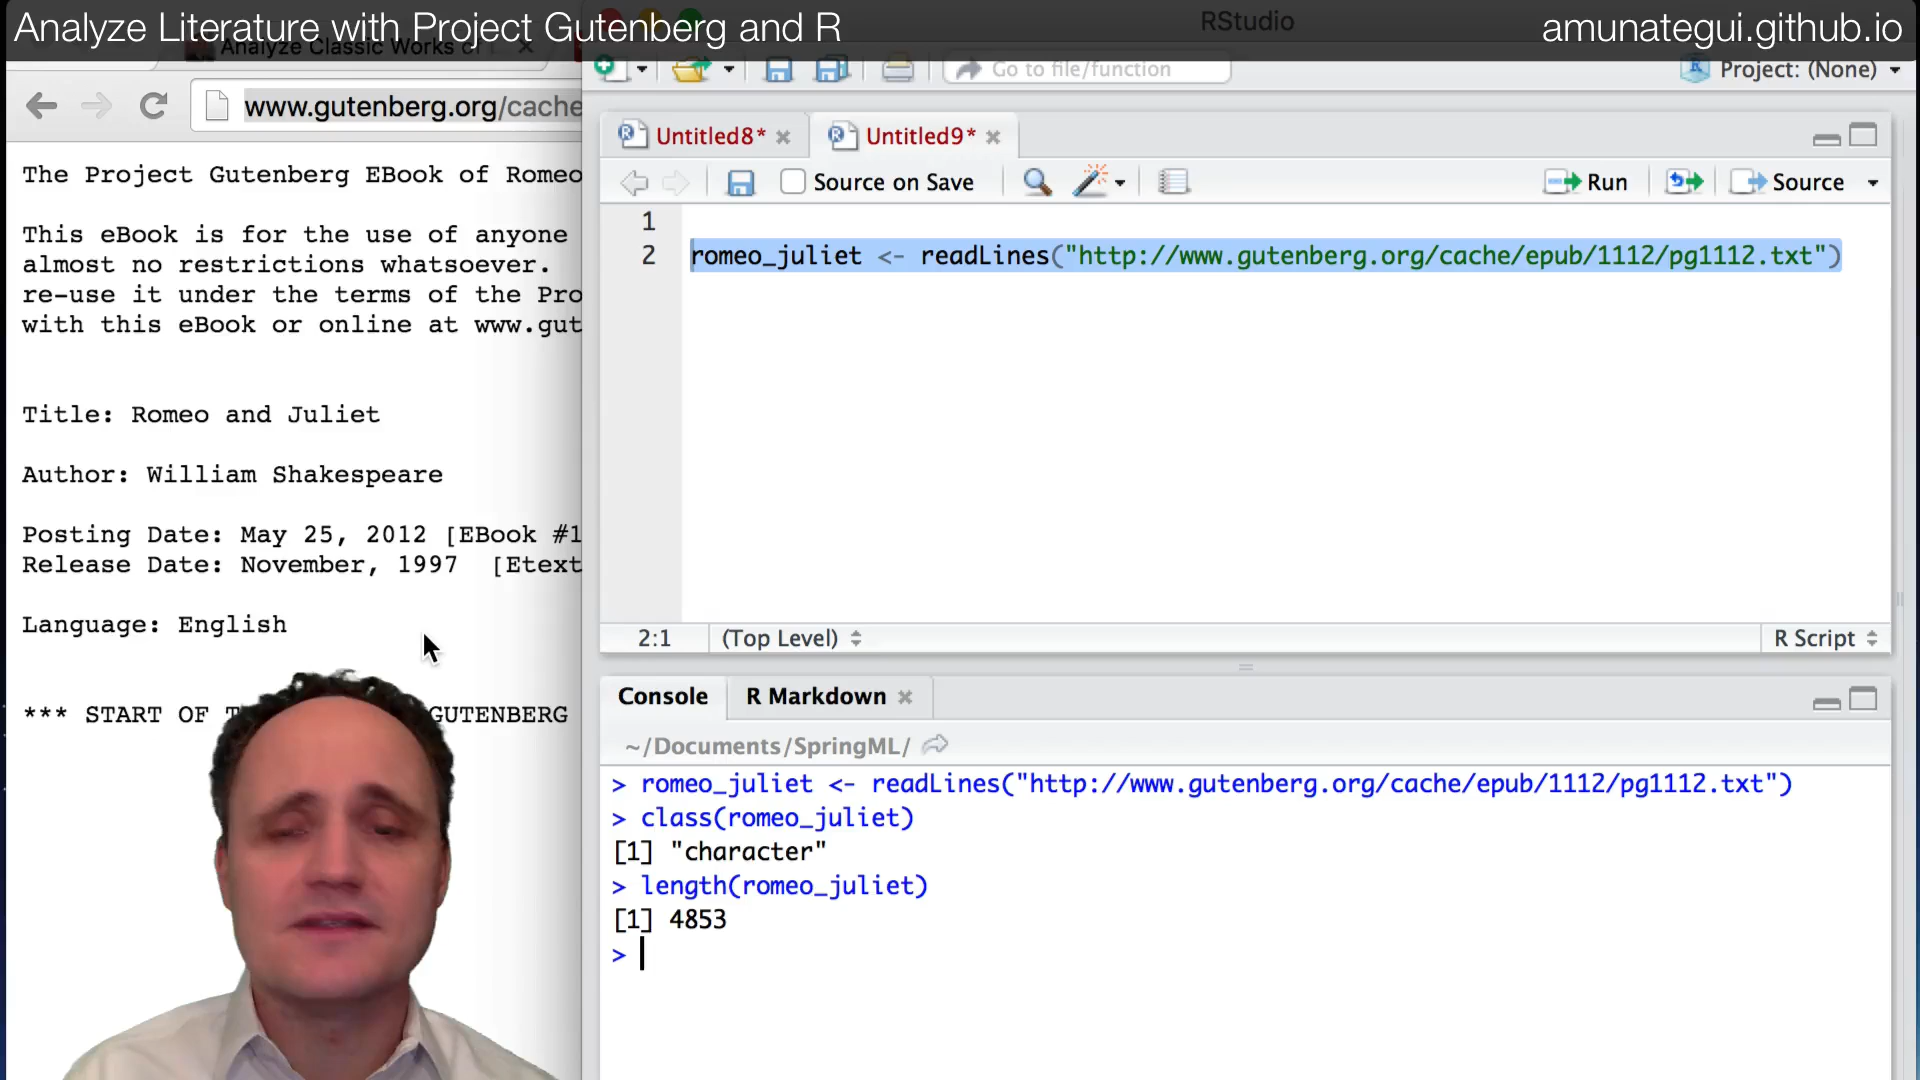 Analyze Literature with Project Gutenberg and R
RStudio
amunategui.github.io
Analyze Classic Works of
Go to file/function
Project: (None)
www.gutenberg.org/cache
Untitled8*
Untitled9*
Source on Save
Run
Source
The Project Gutenberg EBook of Romeo
This eBook is for the use of anyone
almost no restrictions whatsoever.
re-use it under the terms of the Pro
with this eBook or online at www.gut
Title: Romeo and Juliet
Author: William Shakespeare
Posting Date: May 25, 2012 [EBook #1
Release Date: November, 1997  [Etext
Language: English
*** START OF T
GUTENBERG
1
2 romeo_juliet <- readLines("http://www.gutenberg.org/cache/epub/1112/pg1112.txt")
2:1 (Top Level)
R Script
Console
R Markdown
~/Documents/SpringML/
> romeo_juliet <- readLines("http://www.gutenberg.org/cache/epub/1112/pg1112.txt")
> class(romeo_juliet)
[1] "character"
> length(romeo_juliet)
[1] 4853
>